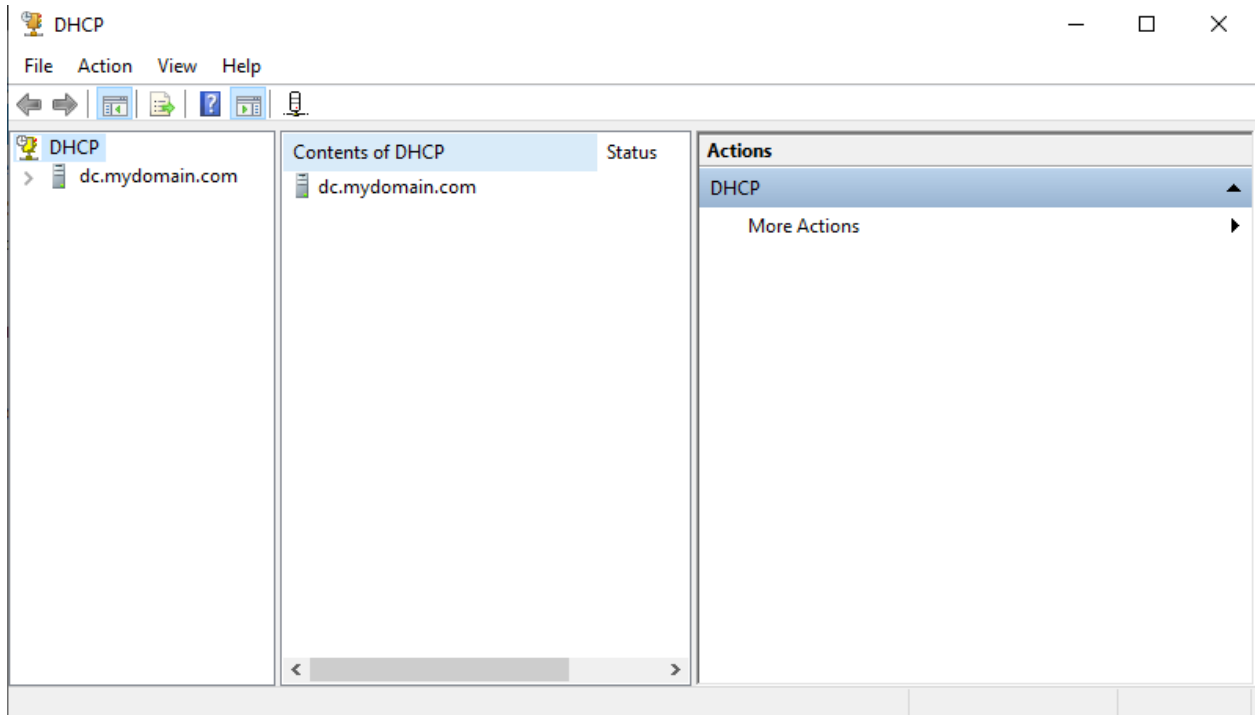 DHCP
File Action View Help
DHCP
dc.mydomain.com
Contents of DHCP Status
dc.mydomain.com
Actions
DHCP
More Actions